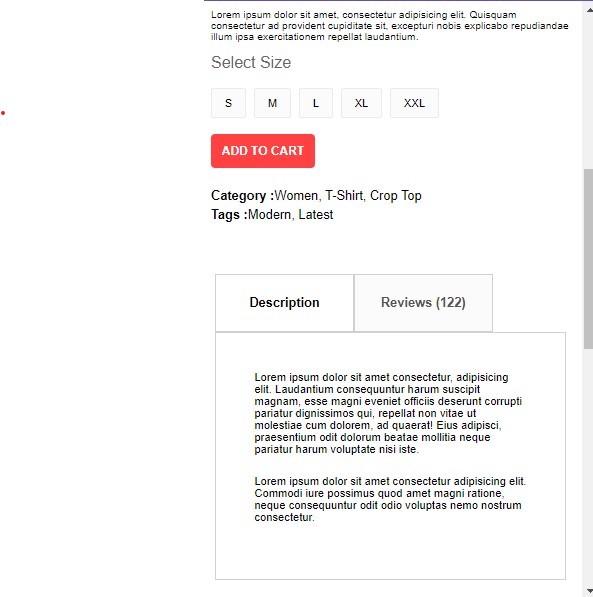 Lorem ipsum dolor sit amet, consectetur adipisicing elit. Quisquam
consectetur ad provident cupiditate sit, excepturi nobis explicabo repudiandae
illum ipsa exercitationem repellat laudantium.
Select Size
S M L XL XXL
ADD TO CART
Category :Women, T-Shirt, Crop Top
Tags :Modern, Latest
Description Reviews (122)
Lorem ipsum dolor sit amet consectetur, adipisicing
elit. Laudantium consequuntur harum suscipit
magnam, esse magni eveniet officiis deserunt corrupti
pariatur dignissimos qui, repellat non vitae ut
molestiae cum dolorem, ad quaerat! Eius adipisci,
praesentium odit dolorum beatae mollitia neque
pariatur harum voluptate nisi iste.
Lorem ipsum dolor sit amet consectetur adipisicing elit.
Commodi iure possimus quod amet magni ratione,
neque consequuntur odit odio voluptas nemo nostrum
consectetur.